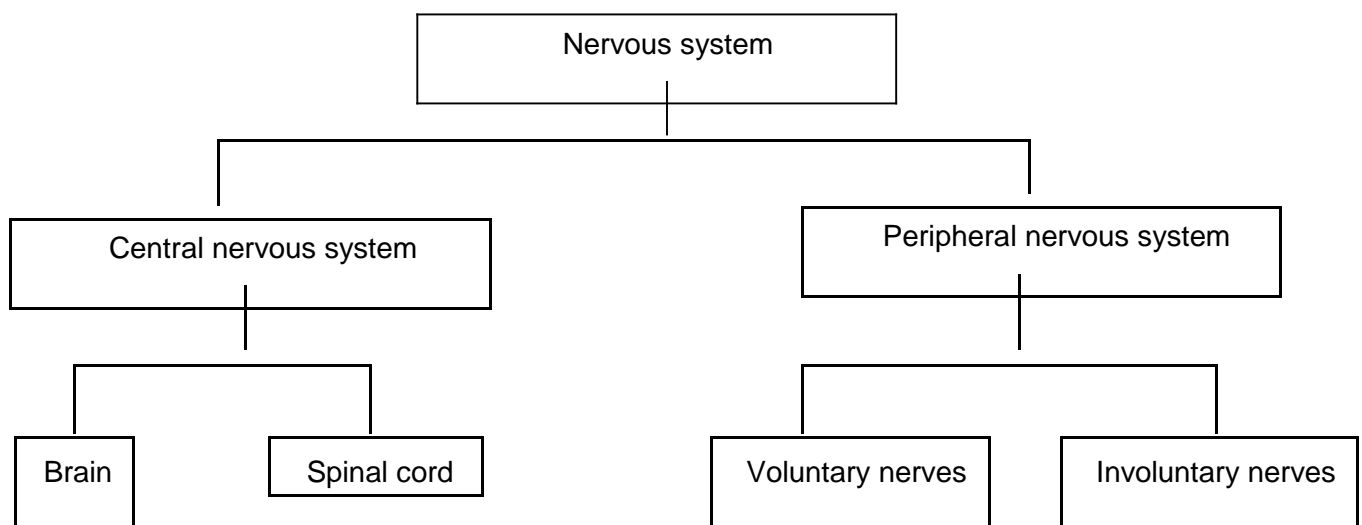 Nervous system
Central nervous system
Peripheral nervous system
Brain
Spinal cord
Voluntary nerves
Involuntary nerves